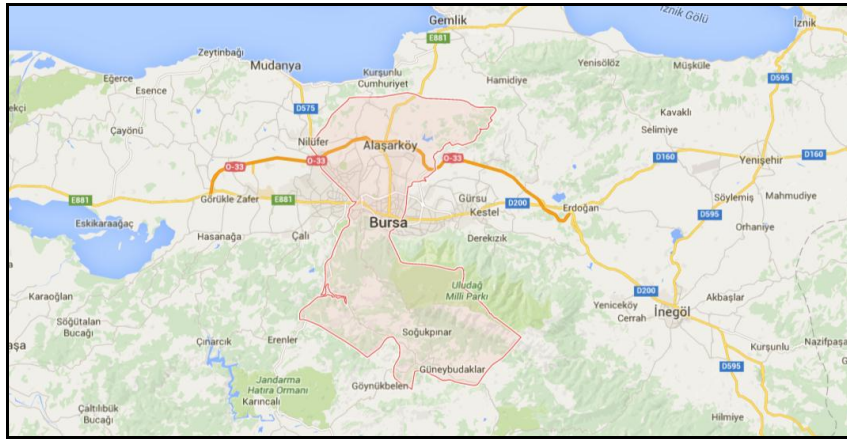 Gemlik
İznik Gölü
İznik
E881
Zeytinbağı
Mudanya
Kurşunlu
Cumhuriyet
Hamidiye
Yenisölöz
Müşküle
D595
Eğerce
Esence
ekçi
D575
Kavaklı
Çayönü
Nilüfer
Alaşarköy
Selimiye
O-33
O-33
O-33
D160
Yenişehir
D160
E881
Görükle Zafer
E881
Gürsu
Kestel
D200
Erdoğan
Söylemiş
Mahmudiye
D595
Orhaniye
Eskikaraağaç
Hasanağa
Çalı
Bursa
Derekızık
Uludağ
Milli Parkı
D200
Karaoğlan
Yeniceköy
Cerrah
İnegöl
Akbaşlar
Söğütalan
Bucağı
aşa
Çınarcık
Erenler
Soğukpınar
Kurşunlu
Nazifpaşa
G
D595
Güneybudaklar
Göynükbelen
Jandarma
Hatıra Ormanı
Karıncalı
Çaltılıbük
Bucağı
Hilmiye